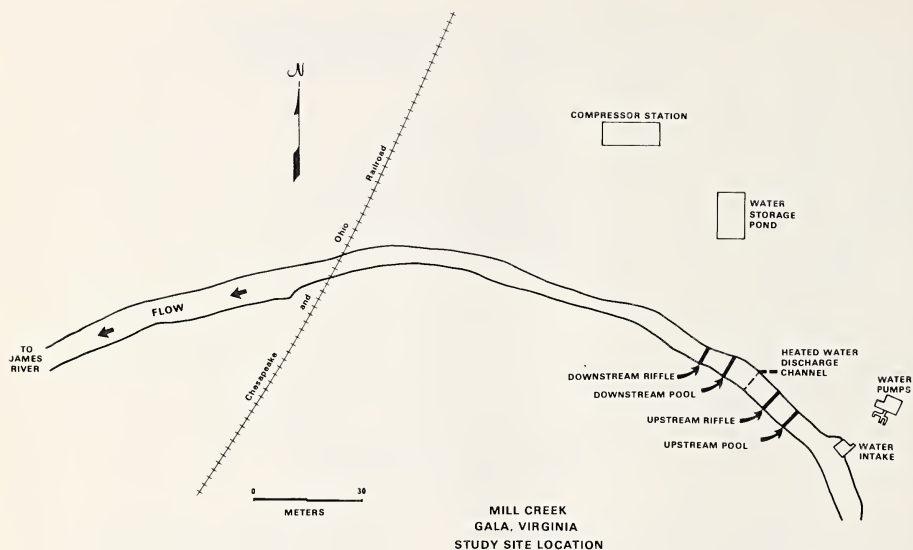 N
COMPRESSOR STATION
Railroad
WATER
STORAGE
POND
Ohio
and
Chesapeake
FLOW
TO
JAMES
RIVER
HEATED WATER
DISCHARGE
CHANNEL
DOWNSTREAM RIFFLE
DOWNSTREAM POOL
WATER
PUMPS
UPSTREAM RIFFLE
UPSTREAM POOL
WATER
INTAKE
0 30
METERS
MILL CREEK
GALA, VIRGINIA
STUDY SITE LOCATION